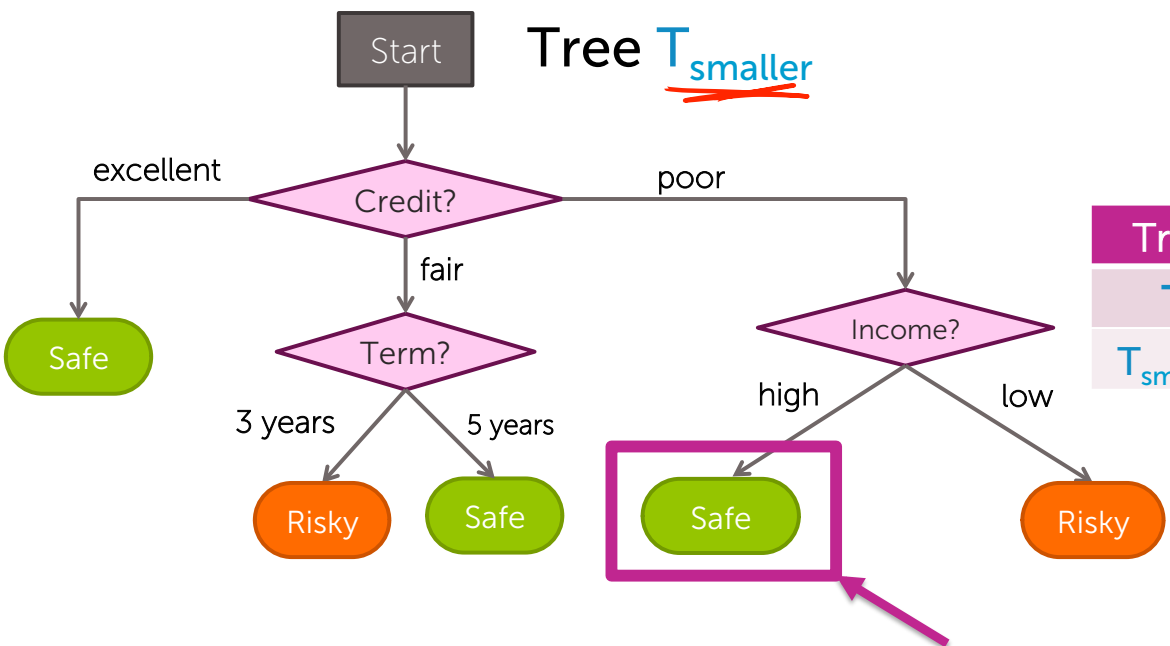 Start
Tree Tsmaller
excellent
Credit?
poor
fair
Safe
Term?
Income?
3 years
5 years
high
low
Risky
Safe
Safe
Risky